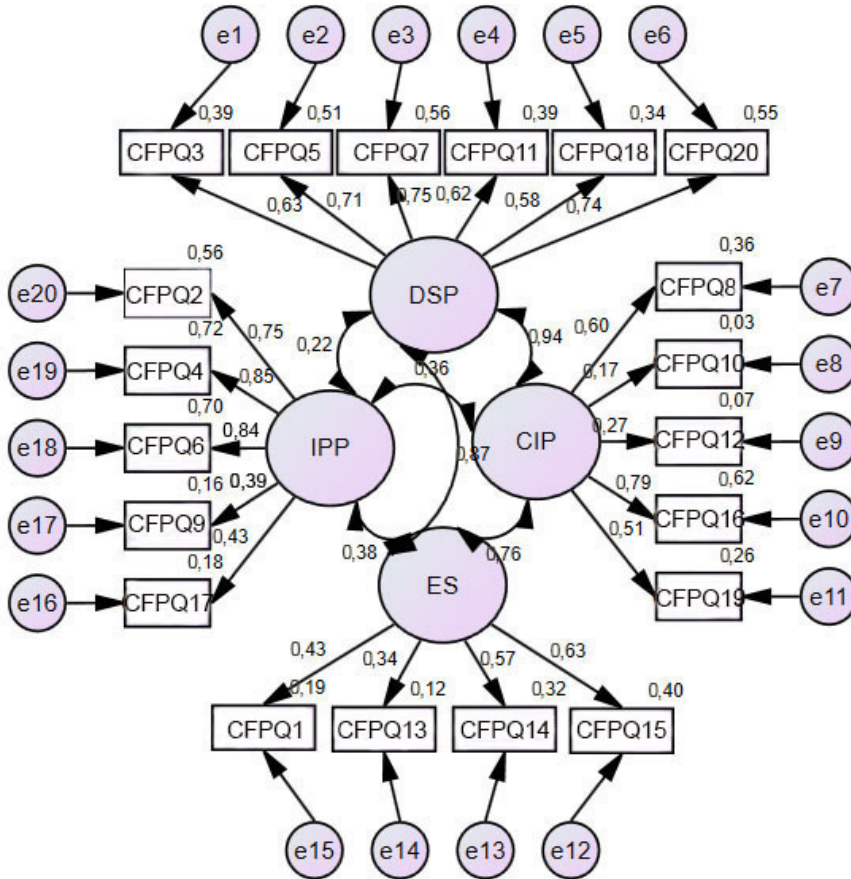 e1 e2 e3 e4 e5 e6
0,39 0,51 0,56 0,39 0,34 0,55
CFPQ3 CFPQ5 CFPQ7 CFPQ11 CFPQ18 CFPQ20
0,63 0,71 0,75 0,62 0,58 0,74
DSP
0,56 0,36
e20 CFPQ2 CFPQ8 e7
0,75 0,22 0,94 0,60
0,72 0,03
e19 CFPQ4 0,85 0,36 0,17 CFPQ10 e8
0,70 0,07
e18 CFPQ6 0,84 IPP 0,87 CIP 0,27 CFPQ12 e9
0,16 0,39 0,79 0,62
e17 CFPQ9 CFPQ16 e10
0,43 0,38 0,76 0,51
0,18 0,26
e16 CFPQ17 ES CFPQ19 e11
0,43 0,34 0,57 0,63
0,19 0,12 0,32 0,40
CFPQ1 CFPQ13 CFPQ14 CFPQ15
e15 e14 e13 e12